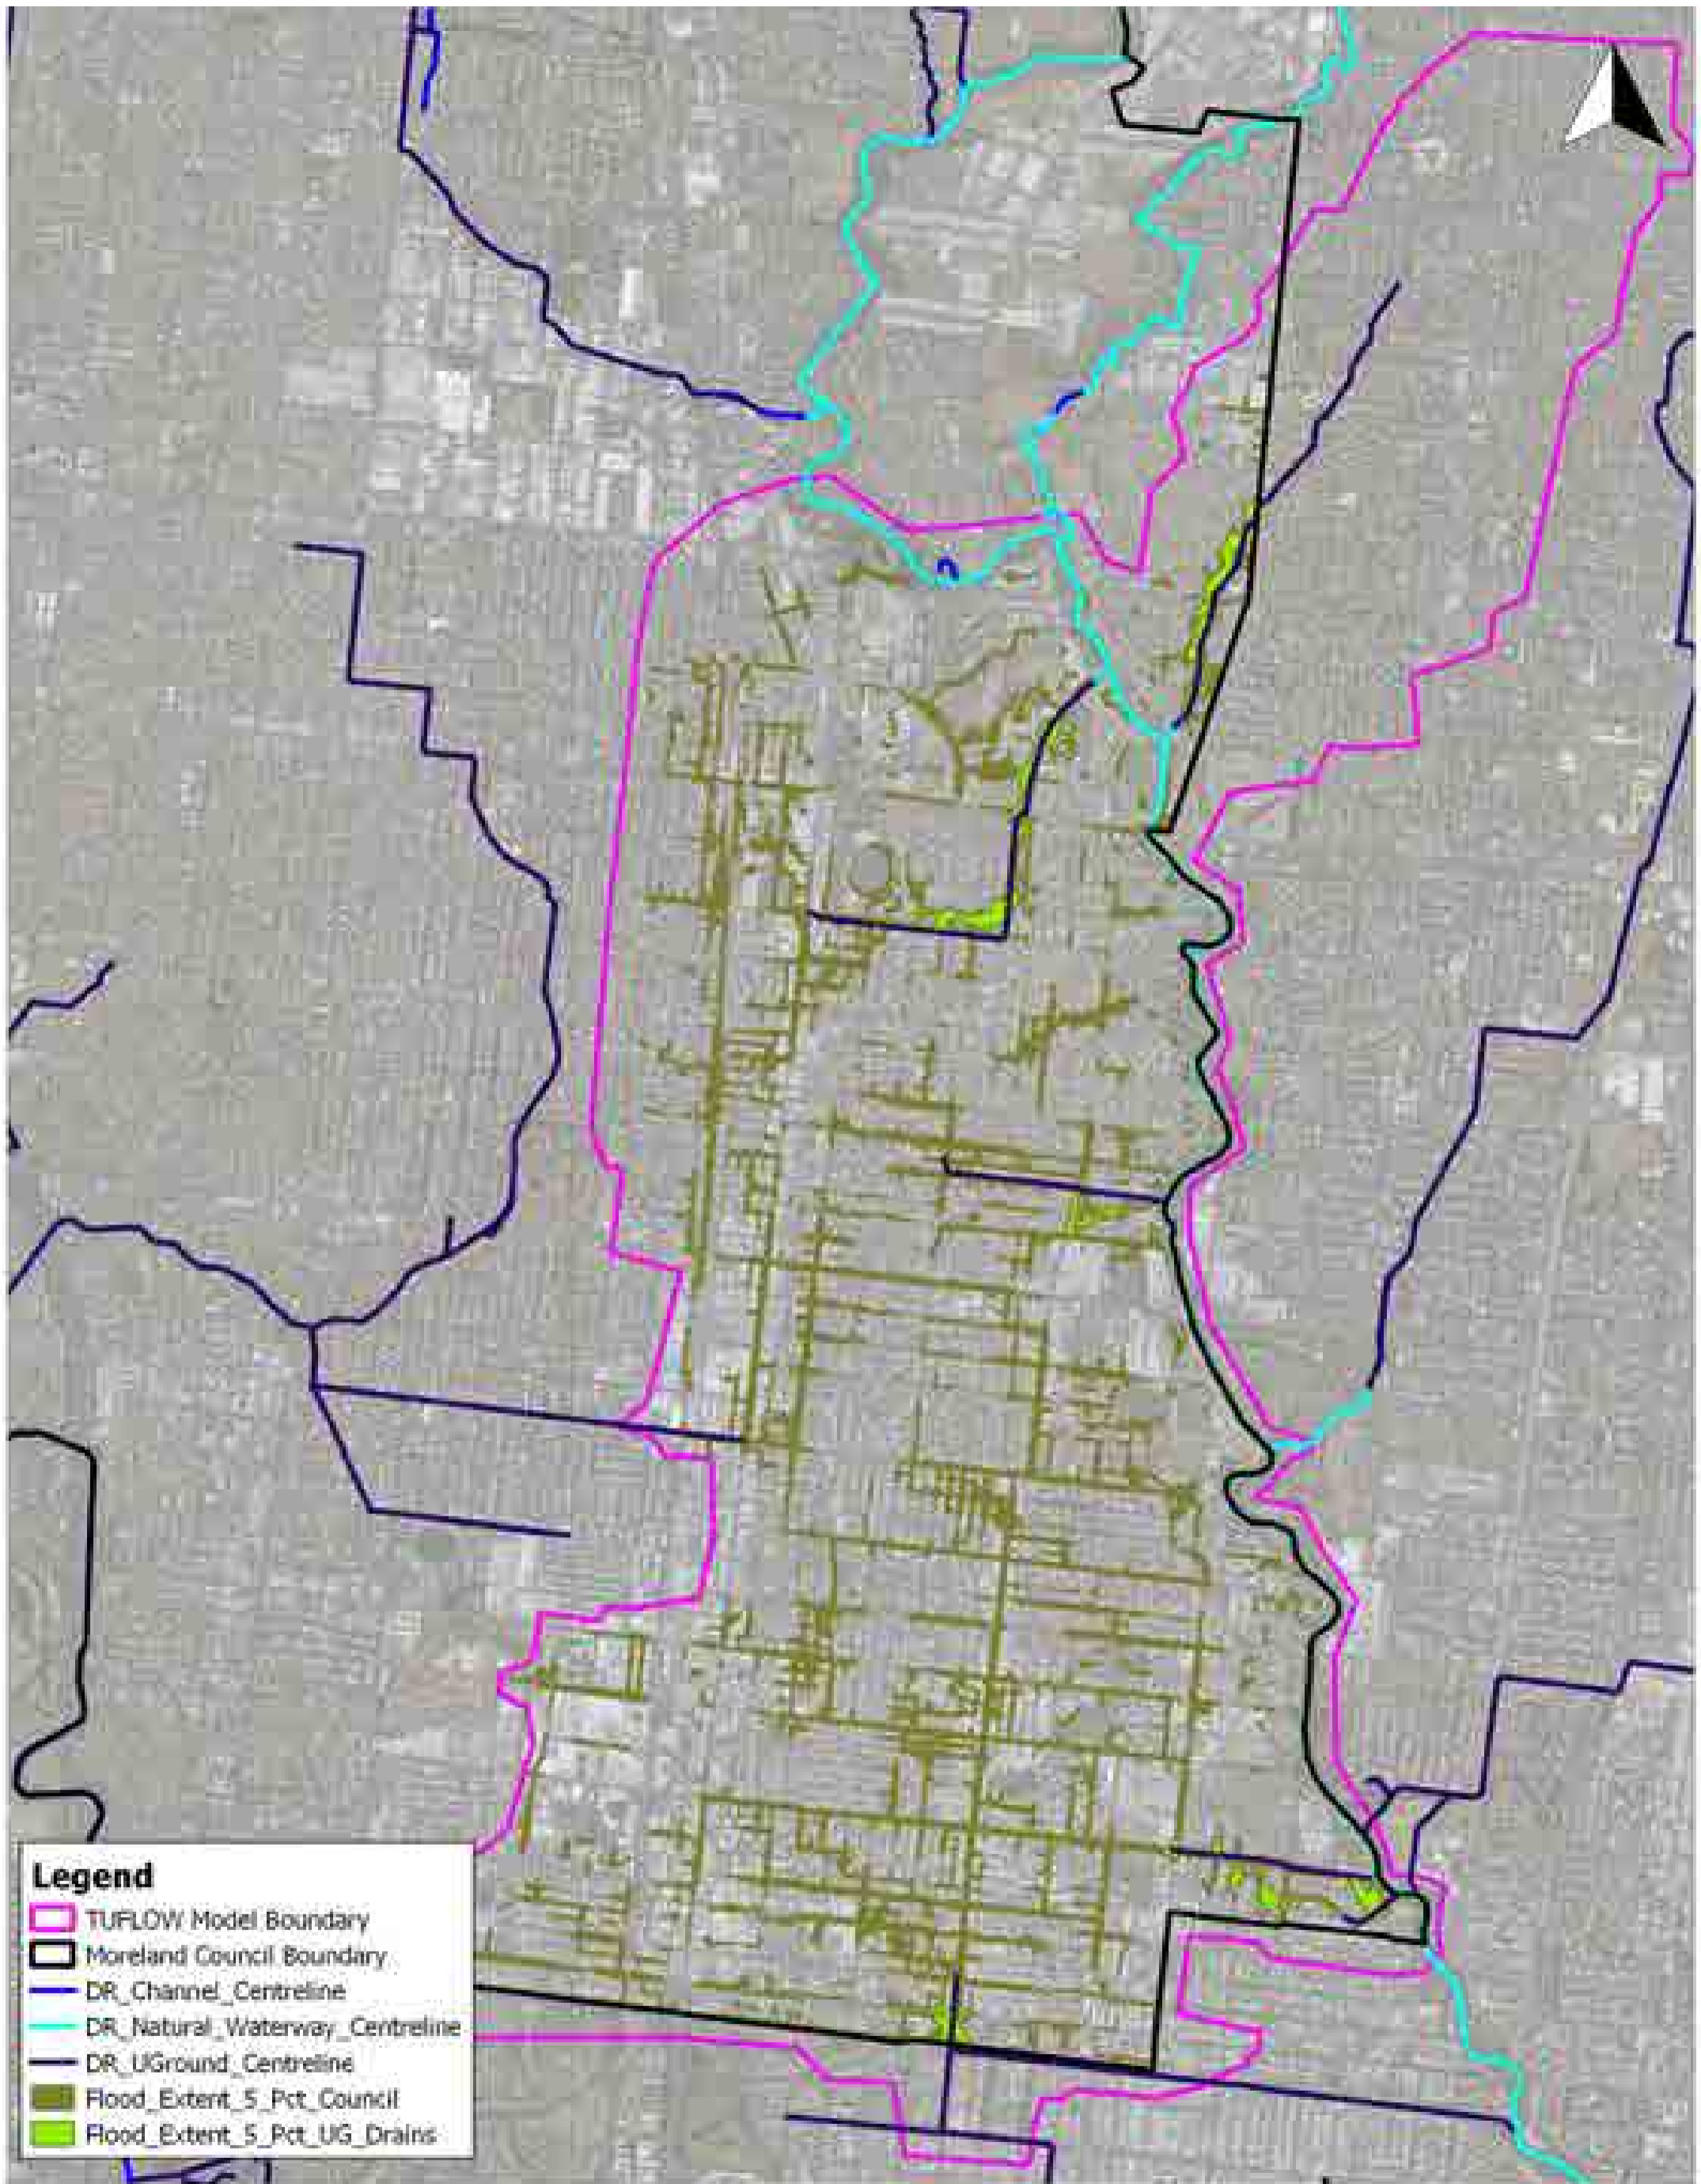 Legend
TUFLOW Model Boundary
Moreland Council Boundary
DR_Channel_Centreline
DR_Natural_Waterway_Centreline
DR_UGround_Centreline
Flood_Extent_5_Pct_Council
Flood_Extent_5_Pct_UG_Drains